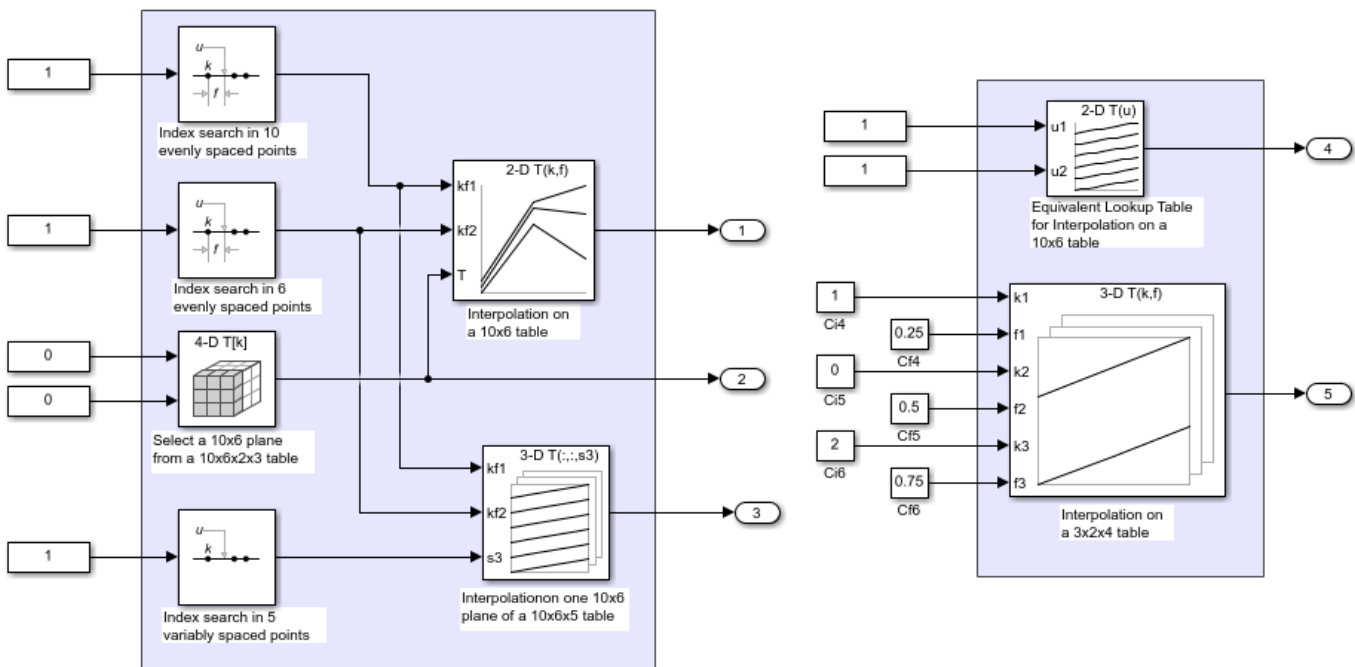 1
u
k
f
Index search in 10
evenly spaced points
1
u
k
f
Index search in 6
evenly spaced points
0
0
4-D T[k]
Select a 10x6 plane
from a 10x6x2x3 table
1
u
k
Index search in 5
variably spaced points
2-D T(k,f)
kf1
kf2
T
Interpolation on
a 10x6 table
1
2
3-D T(:,:,s3)
kf1
kf2
s3
Interpolationon one 10x6
plane of a 10x6x5 table
3
1
1
2-D T(u)
u1
u2
Equivalent Lookup Table
for Interpolation on a
10x6 table
4
1
Ci4
0.25
Cf4
0
Ci5
0.5
Cf5
2
Ci6
0.75
Cf6
3-D T(k,f)
k1
f1
k2
f2
k3
f3
Interpolation on
a 3x2x4 table
5